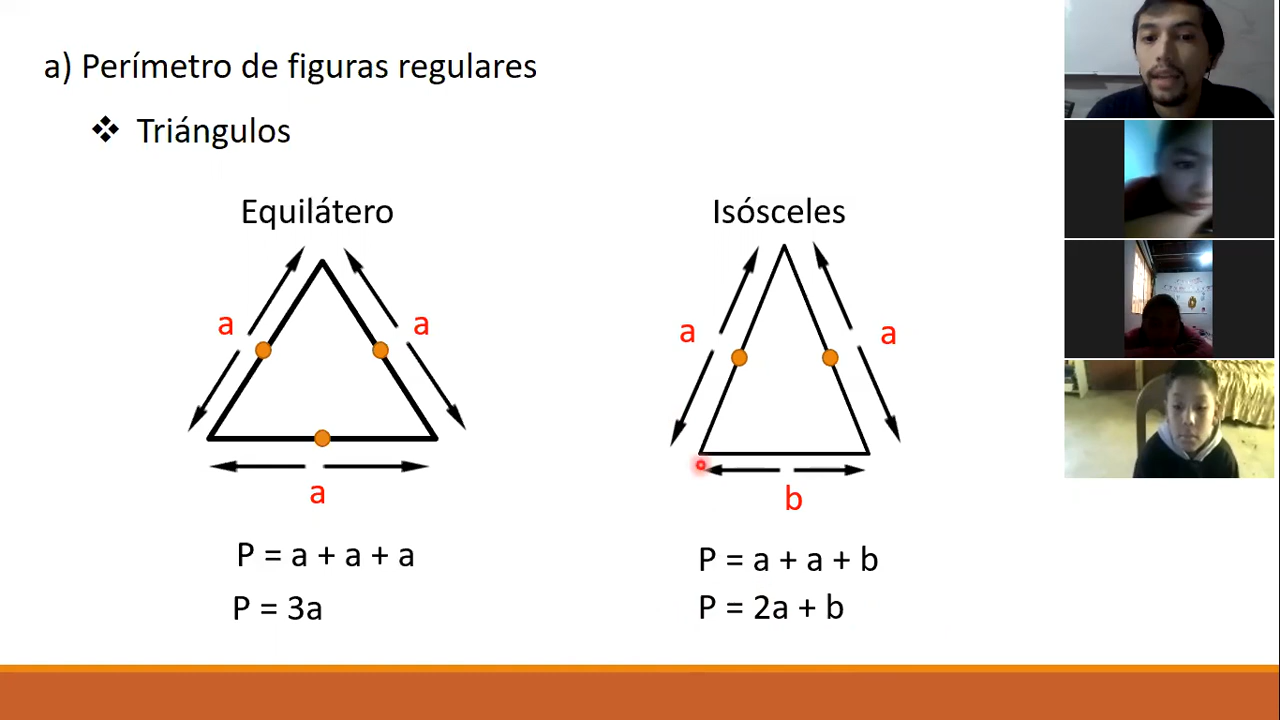 a) Perímetro de figuras regulares
❖ Triángulos
Equilátero
a
a
a
P = a + a + a
P = 3a
Isósceles
a
a
b
P = a + a + b
P = 2a + b